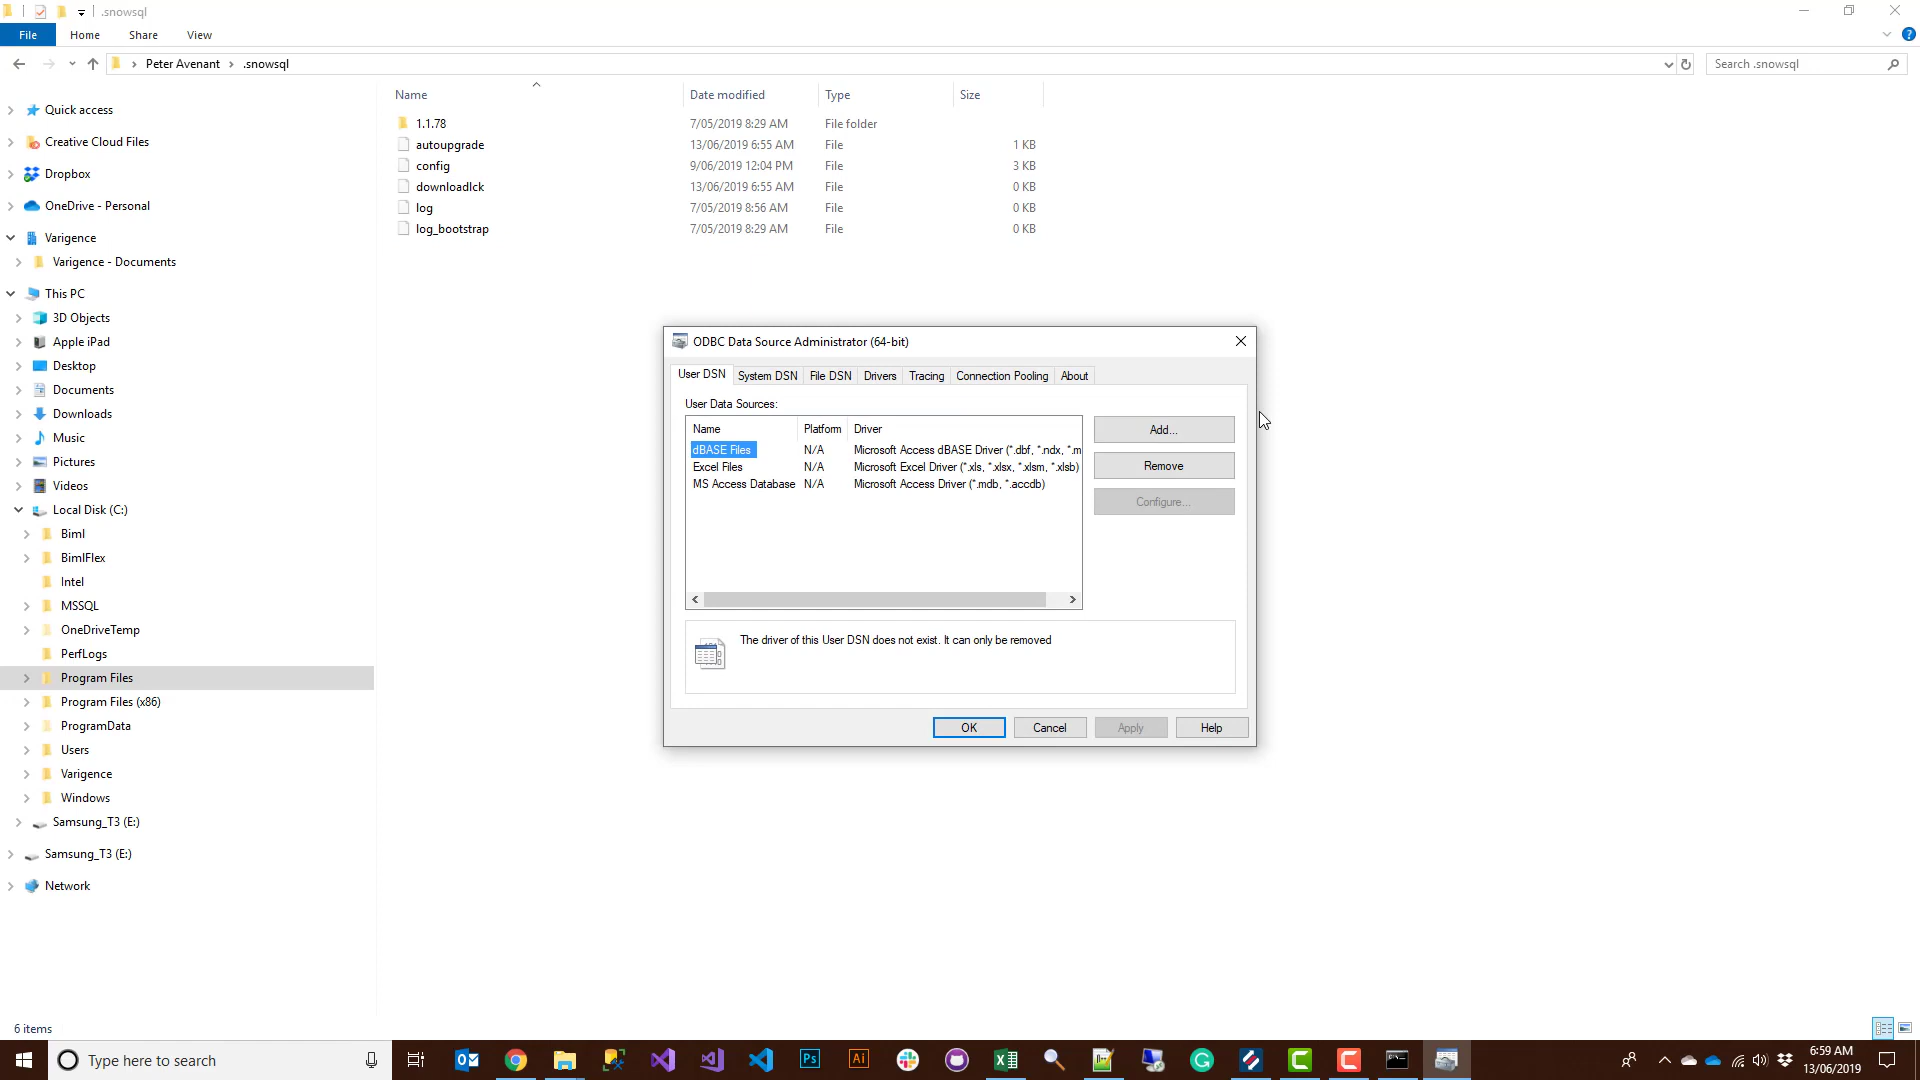 .snowsql
File
Home
Share
View
Peter Avenant
.snowsql
Search .snowsql
Name
Date modified
Type
Size
1.1.78
7/05/2019 8:29 AM
File folder
autoupgrade
13/06/2019 6:55 AM
File
1 KB
config
9/06/2019 12:04 PM
File
3 KB
downloadlck
13/06/2019 6:55 AM
File
0 KB
log
7/05/2019 8:56 AM
File
0 KB
log_bootstrap
7/05/2019 8:29 AM
File
0 KB
Quick access
Creative Cloud Files
Dropbox
OneDrive - Personal
Varigence
Varigence - Documents
This PC
3D Objects
Apple iPad
Desktop
Documents
Downloads
Music
Pictures
Videos
Local Disk (C:)
Biml
BimlFlex
Intel
MSSQL
OneDriveTemp
PerfLogs
Program Files
Program Files (x86)
ProgramData
Users
Varigence
Windows
Samsung_T3 (E:)
Samsung_T3 (E:)
Network
ODBC Data Source Administrator (64-bit)
User DSN
System DSN
File DSN
Drivers
Tracing
Connection Pooling
About
User Data Sources:
Name
Platform
Driver
dBASE Files
N/A
Microsoft Access dBASE Driver (*.dbf, *.ndx, *.m
Excel Files
N/A
Microsoft Excel Driver (*.xls, *.xlsx, *.xlsm, *.xlsb)
MS Access Database
N/A
Microsoft Access Driver (*.mdb, *.accdb)
Add...
Remove
Configure...
The driver of this User DSN does not exist. It can only be removed
OK
Cancel
Apply
Help
6 items
Type here to search
Ps
Ai
6:59 AM
13/06/2019